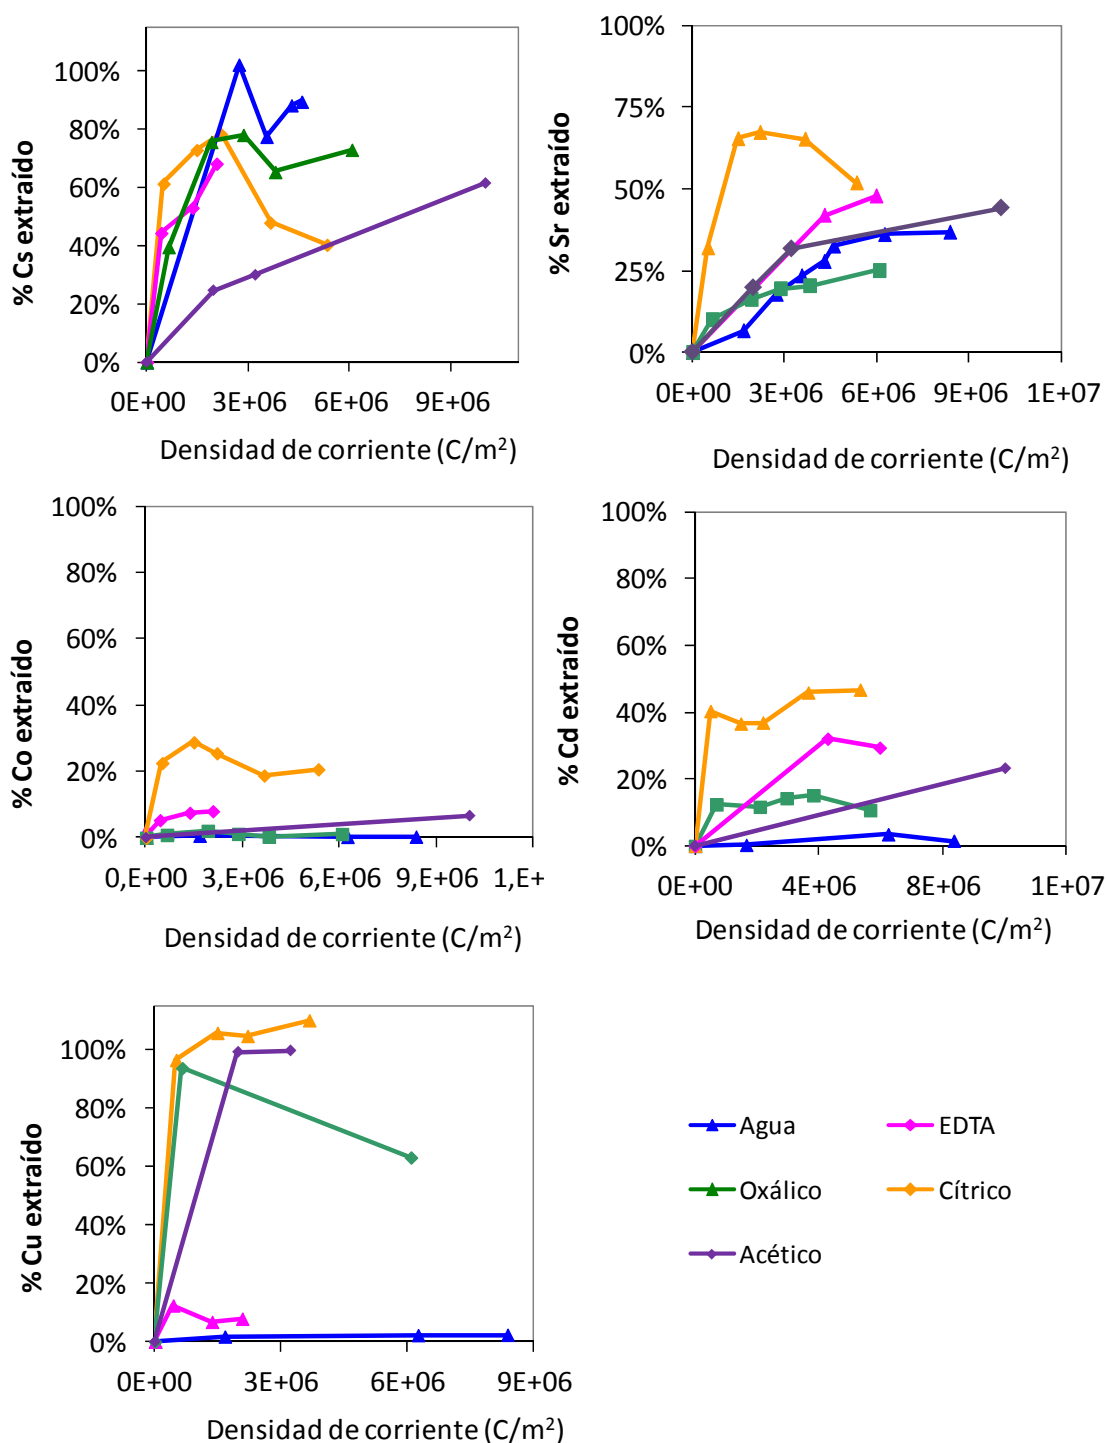 % Cs extraído
100%
80%
60%
40%
20%
0%
0E+00 3E+06 6E+06 9E+06
Densidad de corriente (C/m²)
% Sr extraído
100%
75%
50%
25%
0%
0E+00 3E+06 6E+06 9E+06 1E+07
Densidad de corriente (C/m²)
% Co extraído
100%
80%
60%
40%
20%
0%
0,E+00 3,E+06 6,E+06 9,E+06 1,E+
Densidad de corriente (C/m²)
% Cd extraído
100%
80%
60%
40%
20%
0%
0E+00 4E+06 8E+06 1E+07
Densidad de corriente (C/m²)
% Cu extraído
100%
80%
60%
40%
20%
0%
0E+00 3E+06 6E+06 9E+06
Densidad de corriente (C/m²)
Agua EDTA
Oxálico Cítrico
Acético